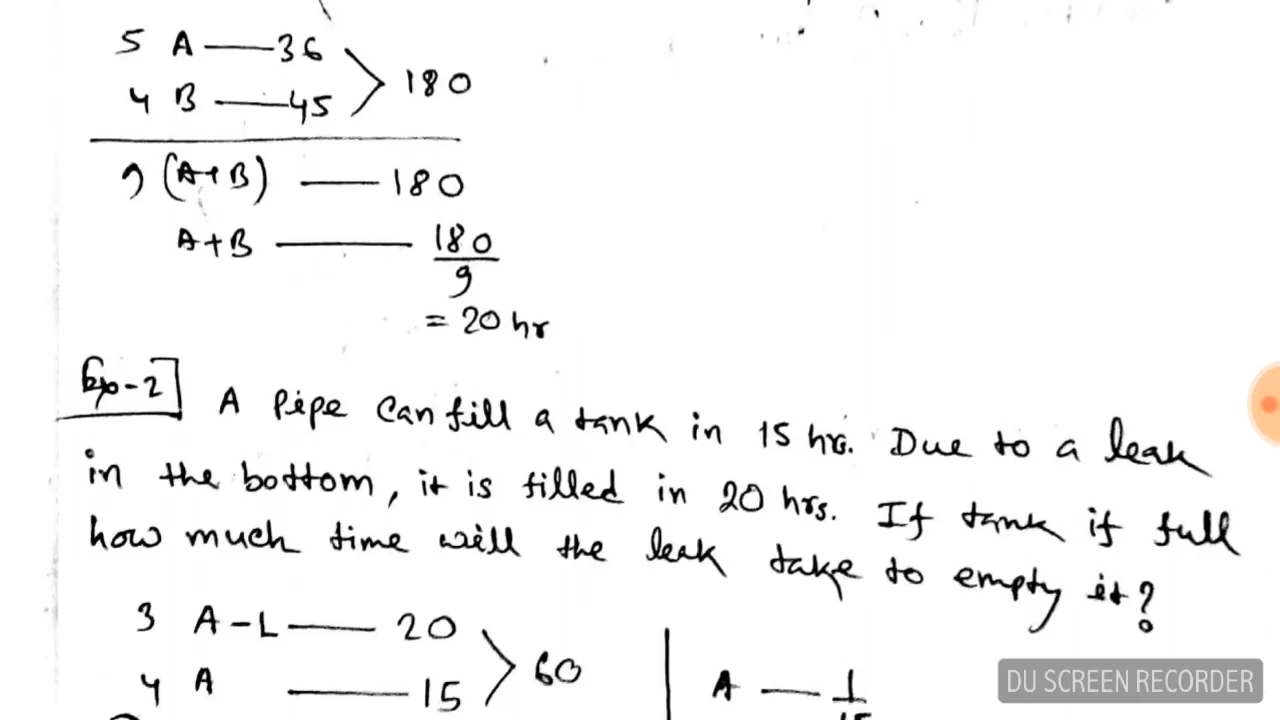 5 A — 36
4 B — 45 > 180
9 (A+B) — 180
A+B — 180/9
= 20 hr
Exp-2] A pipe can fill a tank in 15 hrs. Due to a leak
in the bottom, it is filled in 20 hrs. If tank if full
how much time will the leak take to empty it?
3 A-L — 20
4 A — 15 > 60
A — 1/15
DU SCREEN RECORDER